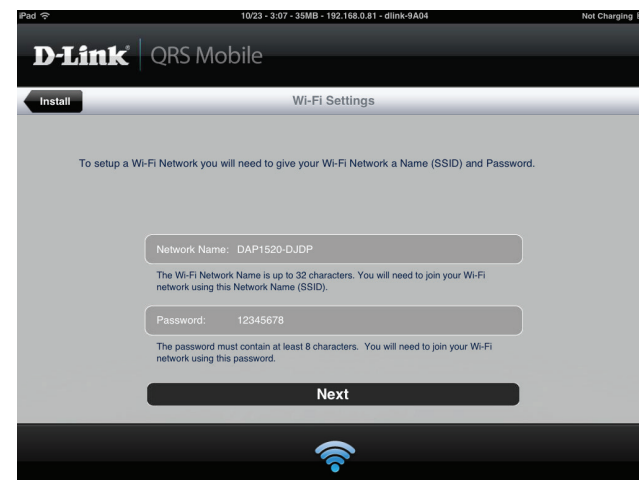 iPad 10/23 - 3:07 - 35MB - 192.168.0.81 - dlink-9A04 Not Charging
D-Link QRS Mobile
Install Wi-Fi Settings
To setup a Wi-Fi Network you will need to give your Wi-Fi Network a Name (SSID) and Password.
Network Name: DAP1520-DJDP
The Wi-Fi Network Name is up to 32 characters. You will need to join your Wi-Fi
network using this Network Name (SSID).
Password: 12345678
The password must contain at least 8 characters. You will need to join your Wi-Fi
network using this password.
Next